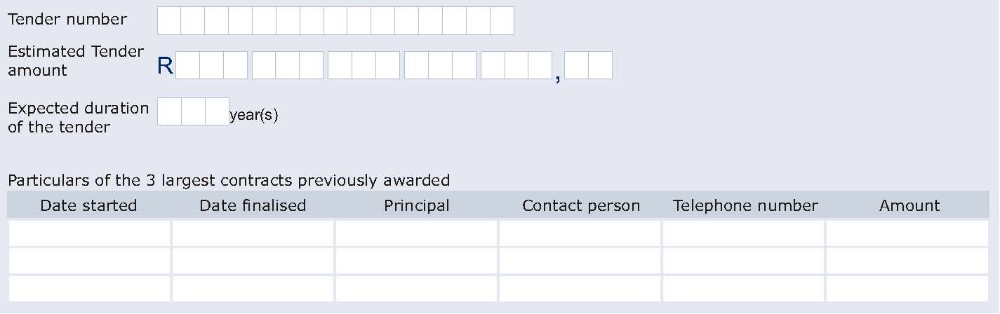 Tender number
Estimated Tender
amount
R ,
Expected duration
of the tender
year(s)
Particulars of the 3 largest contracts previously awarded
Date started Date finalised Principal Contact person Telephone number Amount